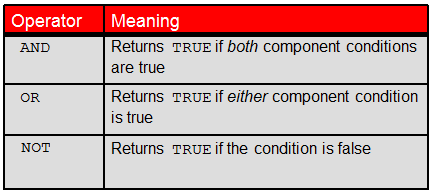 Operator Meaning
AND Returns TRUE if both component conditions
are true
OR Returns TRUE if either component condition
is true
NOT Returns TRUE if the condition is false